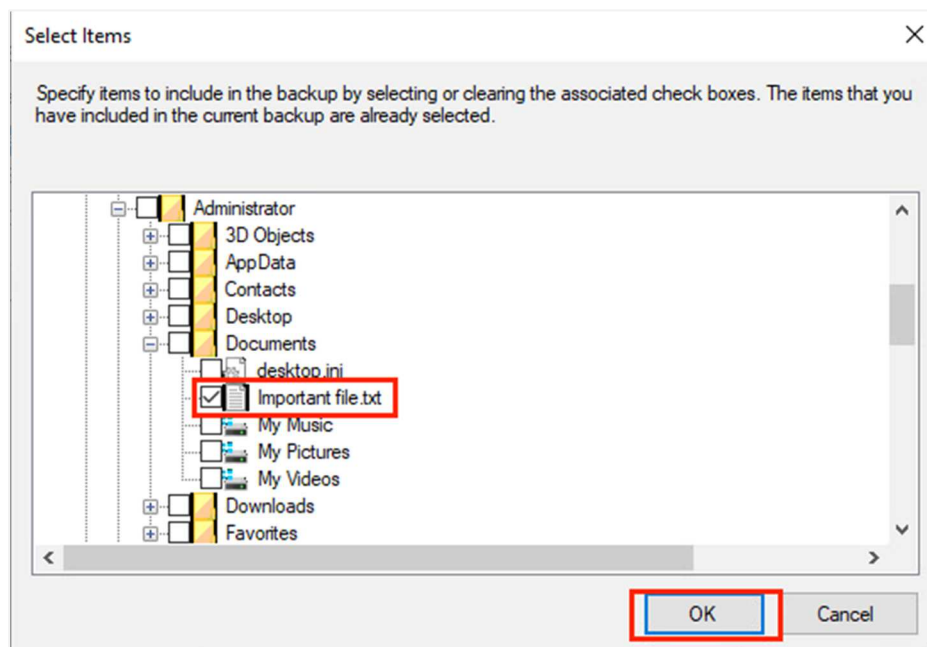 Select Items
Specify items to include in the backup by selecting or clearing the associated check boxes. The items that you
have included in the current backup are already selected.
Administrator
3D Objects
AppData
Contacts
Desktop
Documents
desktop.ini
Important file.txt
My Music
My Pictures
My Videos
Downloads
Favorites
OK
Cancel